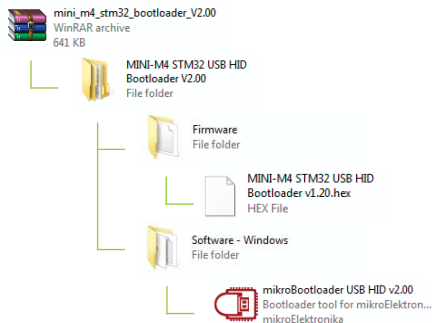 mini_m4_stm32_bootloader_V2.00
WinRAR archive
641 KB
MINI-M4 STM32 USB HID
Bootloader V2.00
File folder
Firmware
File folder
MINI-M4 STM32 USB HID
Bootloader v1.20.hex
HEX File
Software - Windows
File folder
mikroBootloader USB HID v2.00
Bootloader tool for mikroElektron...
mikroElektronika